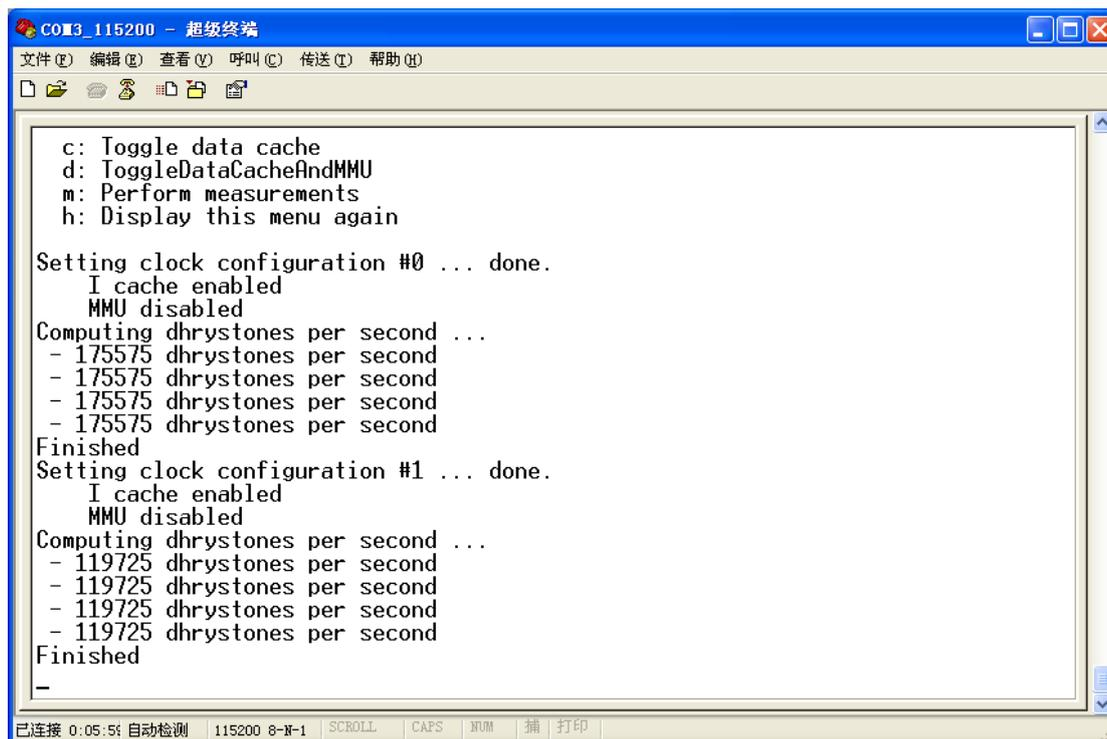 COM3_115200 - 超级终端
文件(F) 编辑(E) 查看(V) 呼叫(C) 传送(T) 帮助(H)
c: Toggle data cache
d: ToggleDataCacheAndMMU
m: Perform measurements
h: Display this menu again
Setting clock configuration #0 ... done.
I cache enabled
MMU disabled
Computing dhrystones per second ...
- 175575 dhrystones per second
- 175575 dhrystones per second
- 175575 dhrystones per second
- 175575 dhrystones per second
Finished
Setting clock configuration #1 ... done.
I cache enabled
MMU disabled
Computing dhrystones per second ...
- 119725 dhrystones per second
- 119725 dhrystones per second
- 119725 dhrystones per second
- 119725 dhrystones per second
Finished
已连接 0:05:59 自动检测 115200 8-N-1 SCROLL CAPS NUM 捕 打印